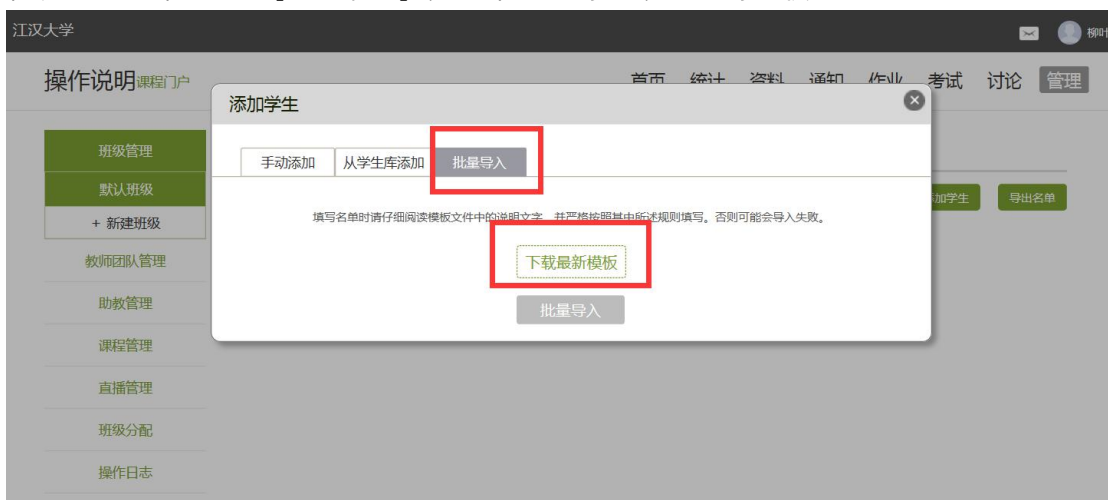 江汉大学
操作说明课程门户
首页 统计 资料 通知 作业 考试 讨论 管理
添加学生
手动添加 从学生库添加 批量导入
填写名单时请仔细阅读模板文件中的说明文字，并严格按照其中所述规则填写。否则可能会导入失败。
下载最新模板
批量导入
加学生 导出名单
班级管理
默认班级
+ 新建班级
教师团队管理
助教管理
课程管理
直播管理
班级分配
操作日志